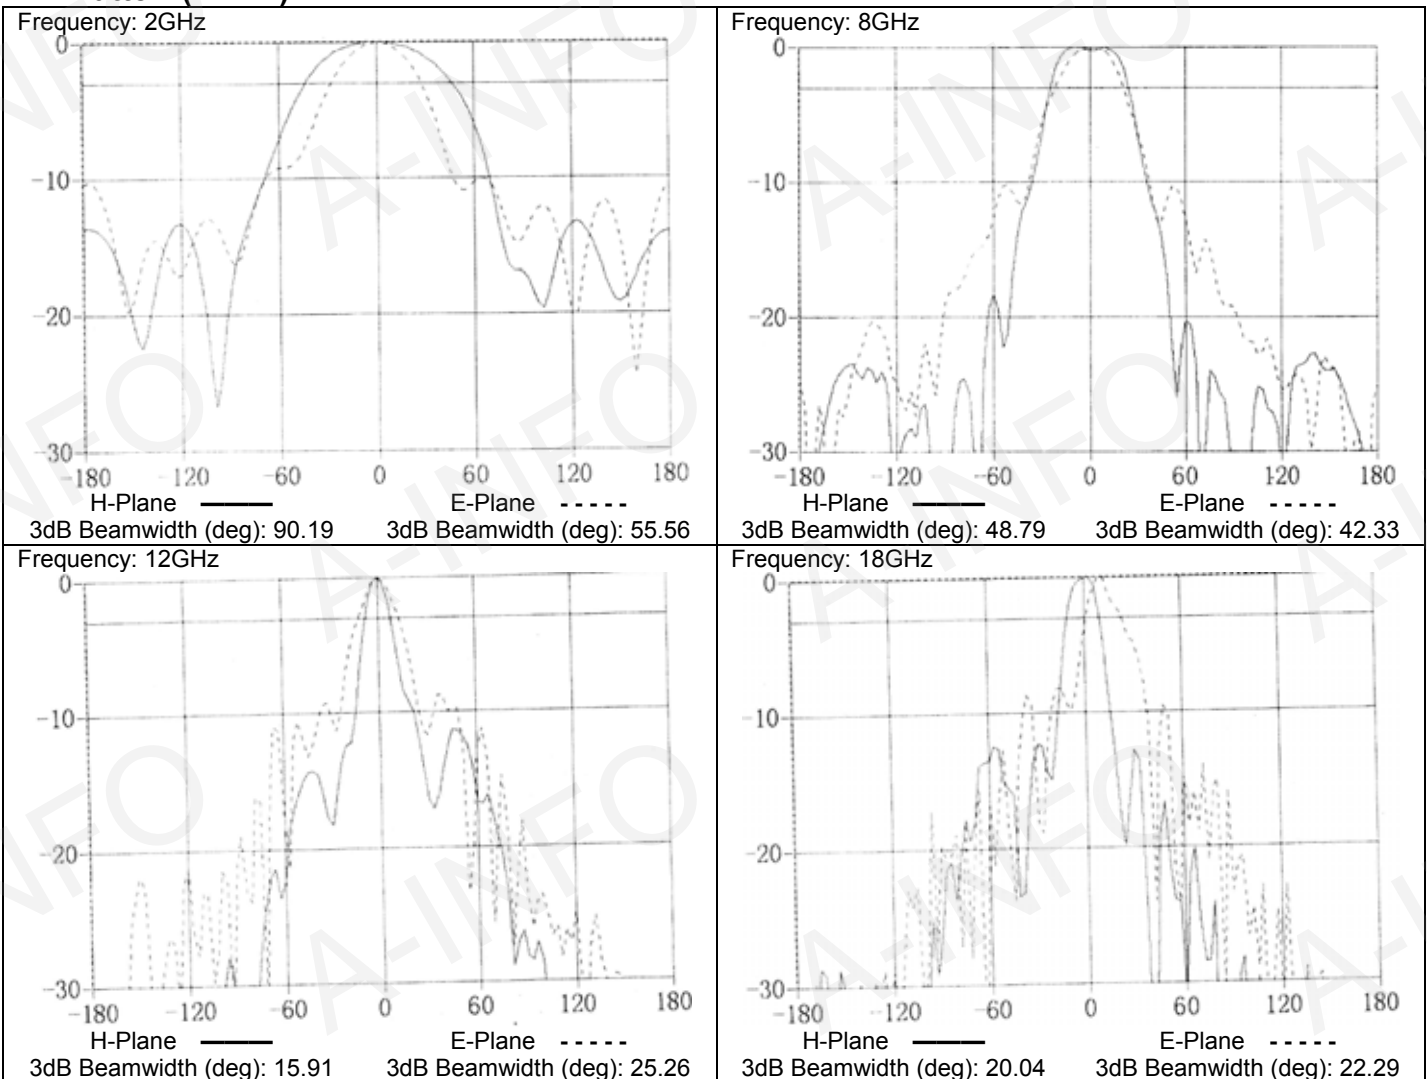 Frequency: 2GHz
0
-10
-20
-30
-180 -120 -60 0 60 120 180
H-Plane E-Plane
3dB Beamwidth (deg): 90.19 3dB Beamwidth (deg): 55.56
Frequency: 8GHz
0
-10
-20
-30
-180 -120 -60 0 60 120 180
H-Plane E-Plane
3dB Beamwidth (deg): 48.79 3dB Beamwidth (deg): 42.33
Frequency: 12GHz
0
-10
-20
-30
-180 -120 -60 0 60 120 180
H-Plane E-Plane
3dB Beamwidth (deg): 15.91 3dB Beamwidth (deg): 25.26
Frequency: 18GHz
0
-10
-20
-30
-180 -120 -60 0 60 120 180
H-Plane E-Plane
3dB Beamwidth (deg): 20.04 3dB Beamwidth (deg): 22.29
A-INFO
A-INFO
A-INFO
A-INFO